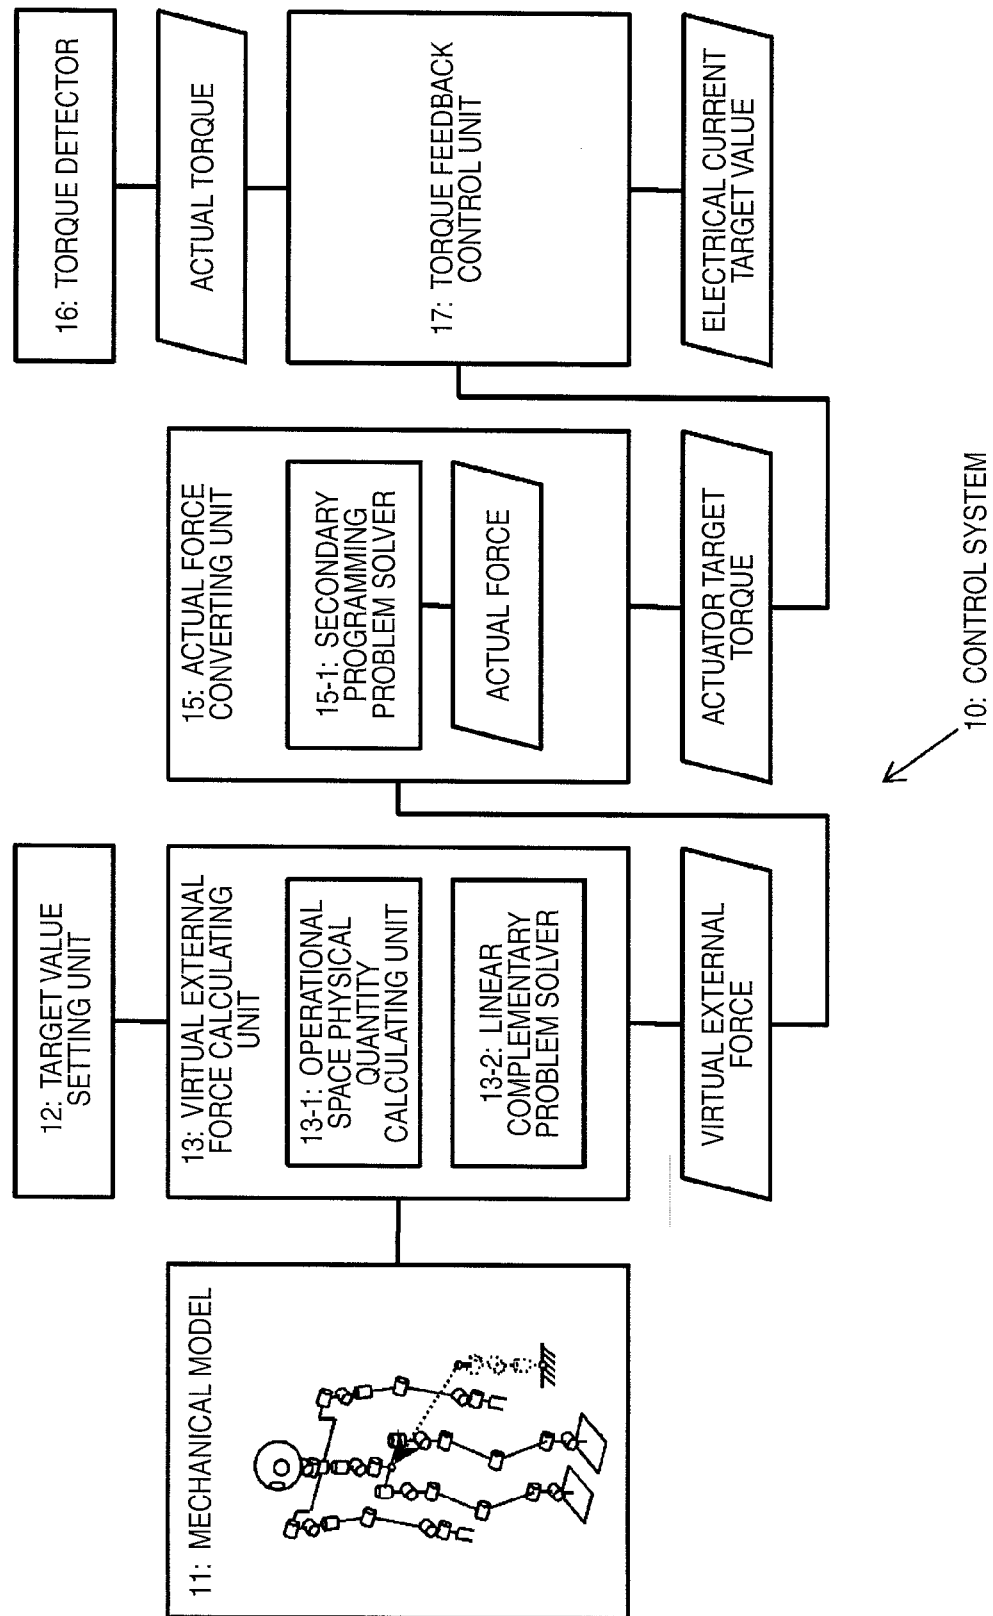 11: MECHANICAL MODEL
12: TARGET VALUE
SETTING UNIT
13: VIRTUAL EXTERNAL
FORCE CALCULATING
UNIT
13-1: OPERATIONAL
SPACE PHYSICAL
QUANTITY
CALCULATING UNIT
13-2: LINEAR
COMPLEMENTARY
PROBLEM SOLVER
VIRTUAL EXTERNAL
FORCE
15: ACTUAL FORCE
CONVERTING UNIT
15-1: SECONDARY
PROGRAMMING
PROBLEM SOLVER
ACTUAL FORCE
ACTUATOR TARGET
TORQUE
16: TORQUE DETECTOR
ACTUAL TORQUE
17: TORQUE FEEDBACK
CONTROL UNIT
ELECTRICAL CURRENT
TARGET VALUE
10: CONTROL SYSTEM